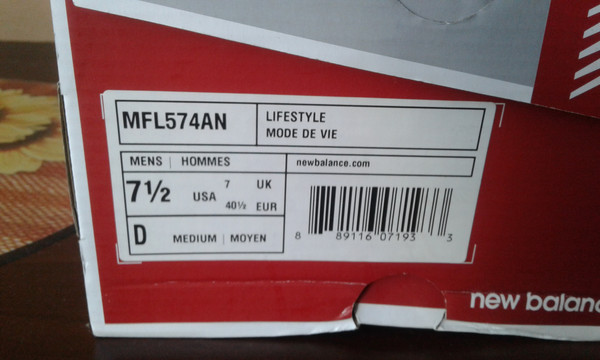 MFL574AN
LIFESTYLE
MODE DE VIE
MENS | HOMMES
newbalance.com
7½ USA 7 UK
40½ EUR
D MEDIUM | MOYEN
8 89116 07193 3
new balanc